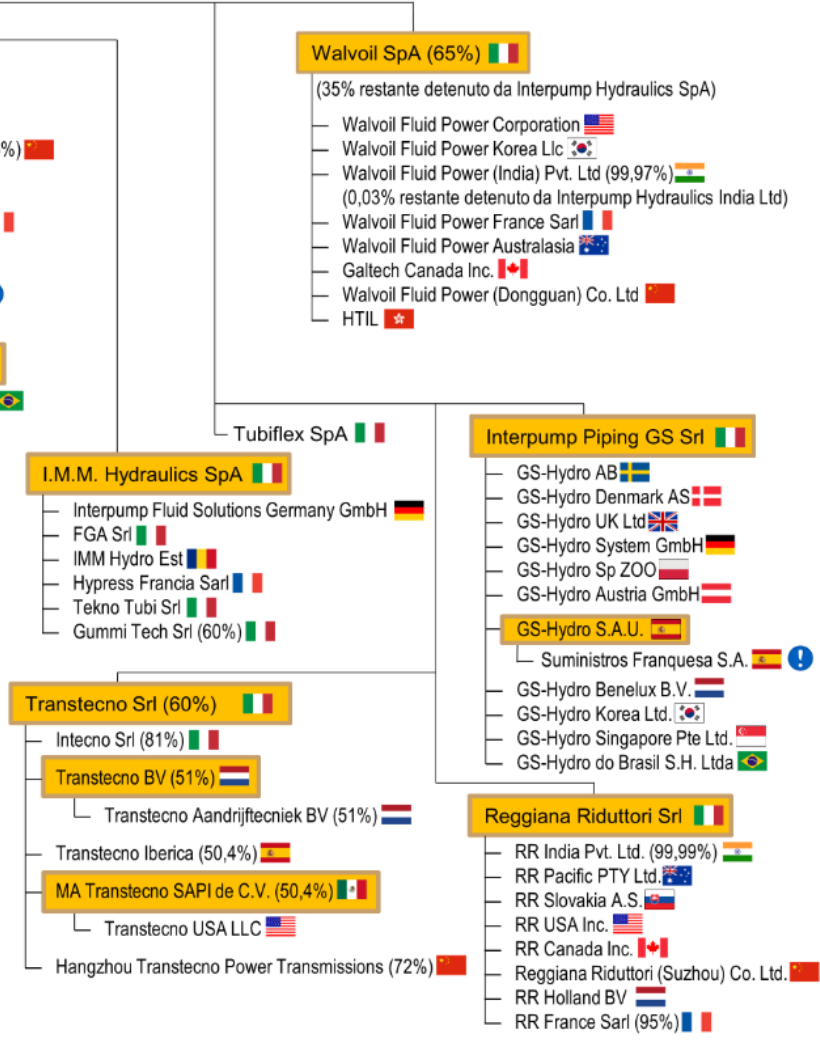 Walvoil SpA (65%)
(35% restante detenuto da Interpump Hydraulics SpA)
Walvoil Fluid Power Corporation
Walvoil Fluid Power Korea Llc
Walvoil Fluid Power (India) Pvt. Ltd (99,97%)
(0,03% restante detenuto da Interpump Hydraulics India Ltd)
Walvoil Fluid Power France Sarl
Walvoil Fluid Power Australasia
Galtech Canada Inc.
Walvoil Fluid Power (Dongguan) Co. Ltd
HTIL
%)
Tubiflex SpA
I.M.M. Hydraulics SpA
Interpump Fluid Solutions Germany GmbH
FGA Srl
IMM Hydro Est
Hypress Francia Sarl
Tekno Tubi Srl
Gummi Tech Srl (60%)
Interpump Piping GS Srl
GS-Hydro AB
GS-Hydro Denmark AS
GS-Hydro UK Ltd
GS-Hydro System GmbH
GS-Hydro Sp ZOO
GS-Hydro Austria GmbH
GS-Hydro S.A.U.
Suministros Franquesa S.A.
!
GS-Hydro Benelux B.V.
GS-Hydro Korea Ltd.
GS-Hydro Singapore Pte Ltd.
GS-Hydro do Brasil S.H. Ltda
Transtecno Srl (60%)
Intecno Srl (81%)
Transtecno BV (51%)
Transtecno Aandrijftecniek BV (51%)
Transtecno Iberica (50,4%)
MA Transtecno SAPI de C.V. (50,4%)
Transtecno USA LLC
Hangzhou Transtecno Power Transmissions (72%)
Reggiana Riduttori Srl
RR India Pvt. Ltd. (99,99%)
RR Pacific PTY Ltd.
RR Slovakia A.S.
RR USA Inc.
RR Canada Inc.
Reggiana Riduttori (Suzhou) Co. Ltd.
RR Holland BV
RR France Sarl (95%)